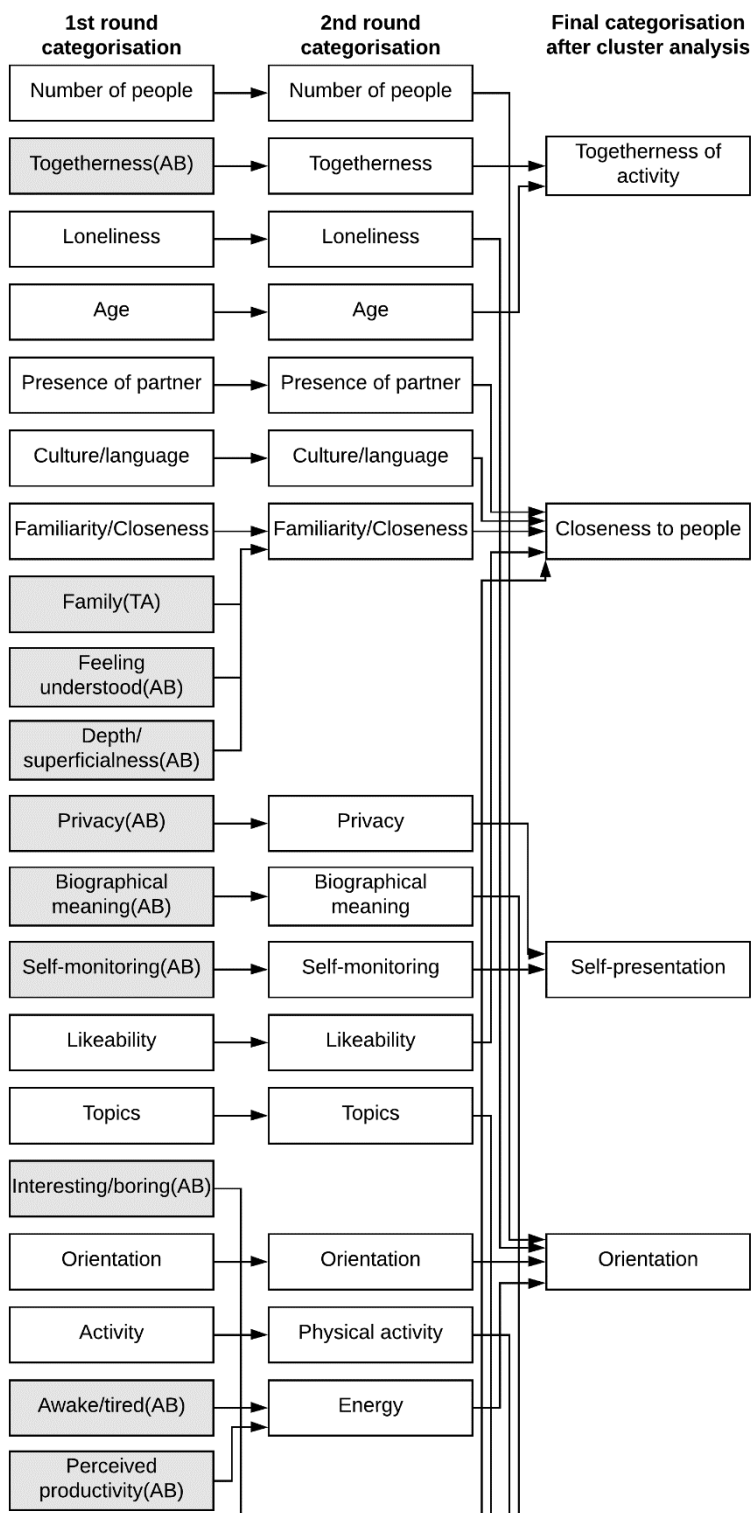 1st round
categorisation
2nd round
categorisation
Final categorisation
after cluster analysis
Number of people
Number of people
Togetherness(AB)
Togetherness
Togetherness of
activity
Loneliness
Loneliness
Age
Age
Presence of partner
Presence of partner
Culture/language
Culture/language
Familiarity/Closeness
Familiarity/Closeness
Closeness to people
Family(TA)
Feeling
understood(AB)
Depth/
superficialness(AB)
Privacy(AB)
Privacy
Biographical
meaning(AB)
Biographical
meaning
Self-monitoring(AB)
Self-monitoring
Self-presentation
Likeability
Likeability
Topics
Topics
Interesting/boring(AB)
Orientation
Orientation
Orientation
Activity
Physical activity
Awake/tired(AB)
Energy
Perceived
productivity(AB)